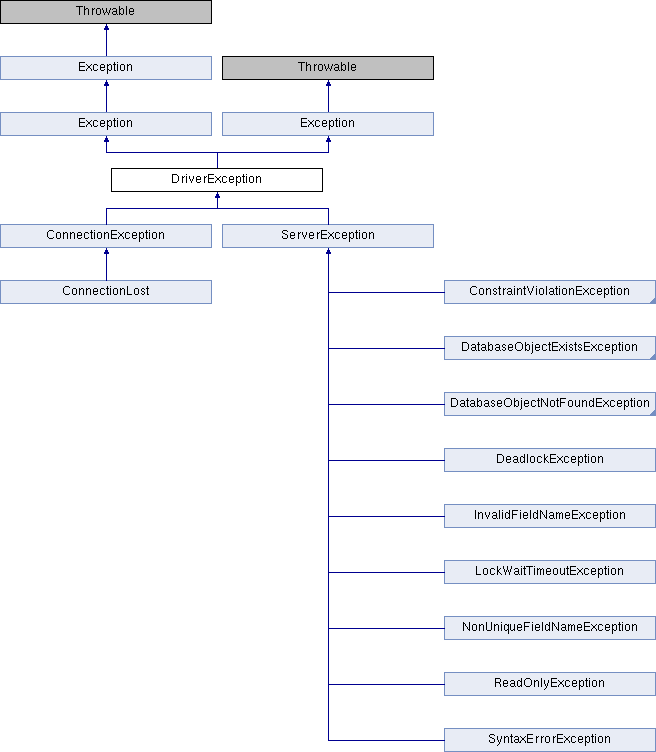 Throwable
Exception
Throwable
Exception
Exception
DriverException
ConnectionException
ServerException
ConnectionLost
ConstraintViolationException
DatabaseObjectExistsException
DatabaseObjectNotFoundException
DeadlockException
InvalidFieldNameException
LockWaitTimeoutException
NonUniqueFieldNameException
ReadOnlyException
SyntaxErrorException